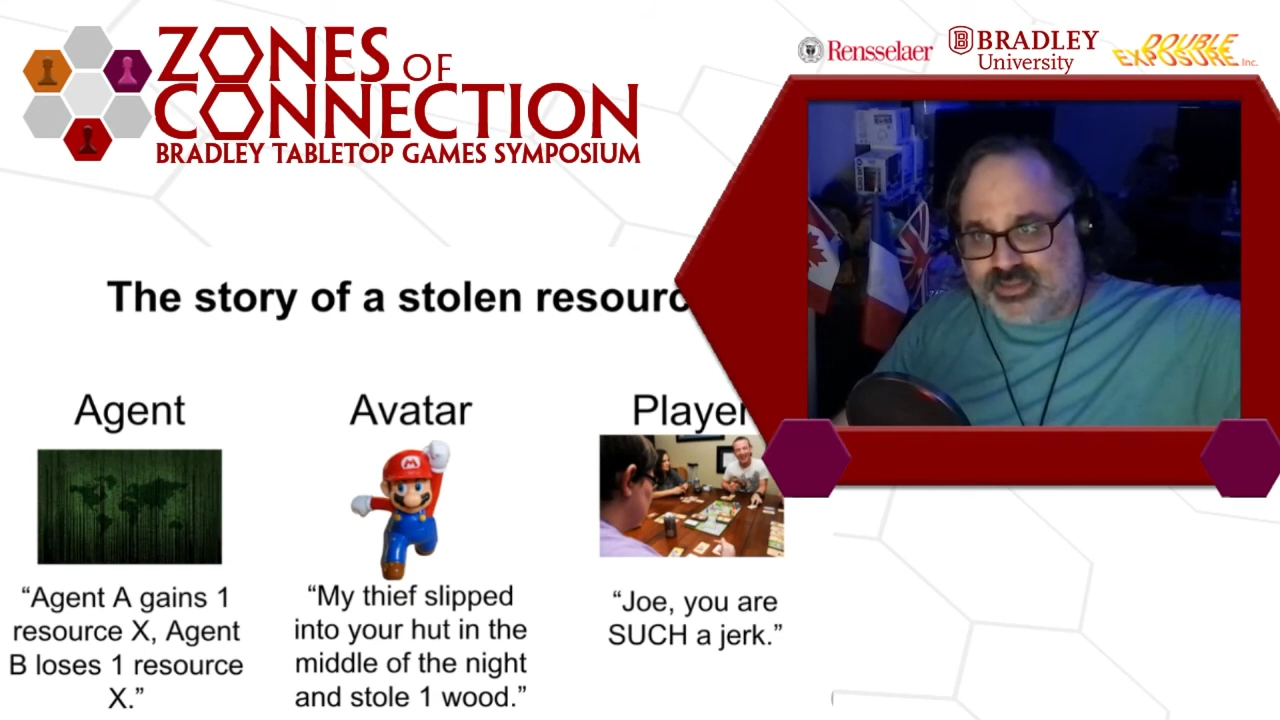 ZONES OF
CONNECTION
BRADLEY TABLETOP GAMES SYMPOSIUM
Rensselaer
BRADLEY
University
DOUBLE
EXPOSURE Inc.
The story of a stolen resourc
Agent
Avatar
Player
“Agent A gains 1
resource X, Agent
B loses 1 resource
X.”
“My thief slipped
into your hut in the
middle of the night
and stole 1 wood.”
“Joe, you are
SUCH a jerk.”